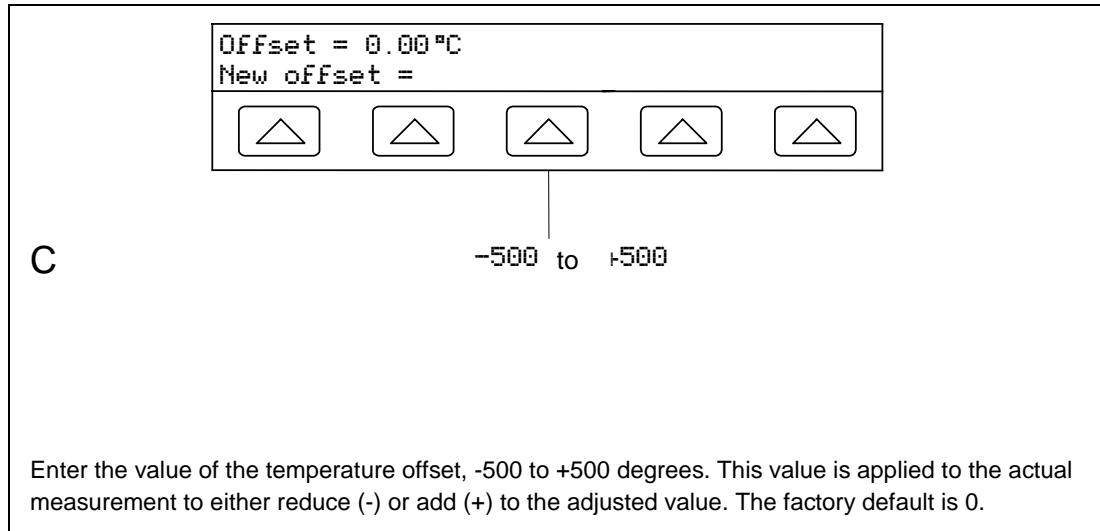 Offset = 0.00°C
New offset =
-500 to +500
C
Enter the value of the temperature offset, -500 to +500 degrees. This value is applied to the actual
measurement to either reduce (-) or add (+) to the adjusted value. The factory default is 0.